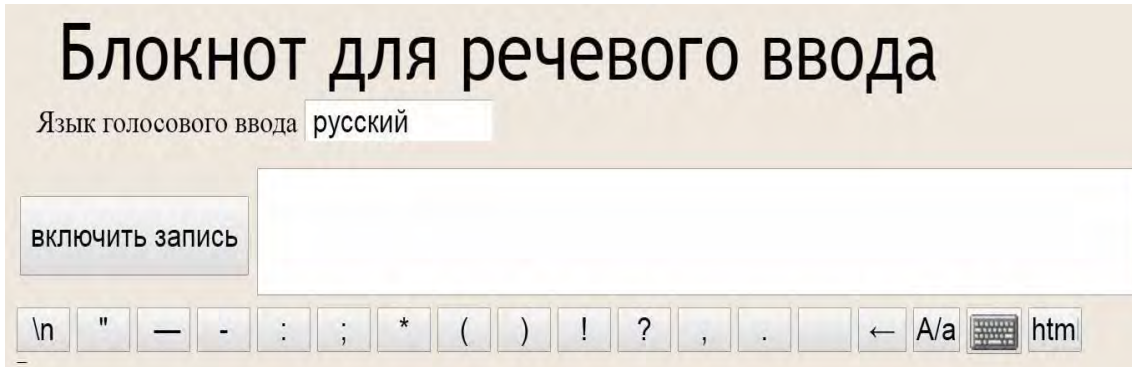 Блокнот для речевого ввода
Язык голосового ввода русский
включить запись
\n " — - : ; * ( ) ! ? , . ← A/a htm